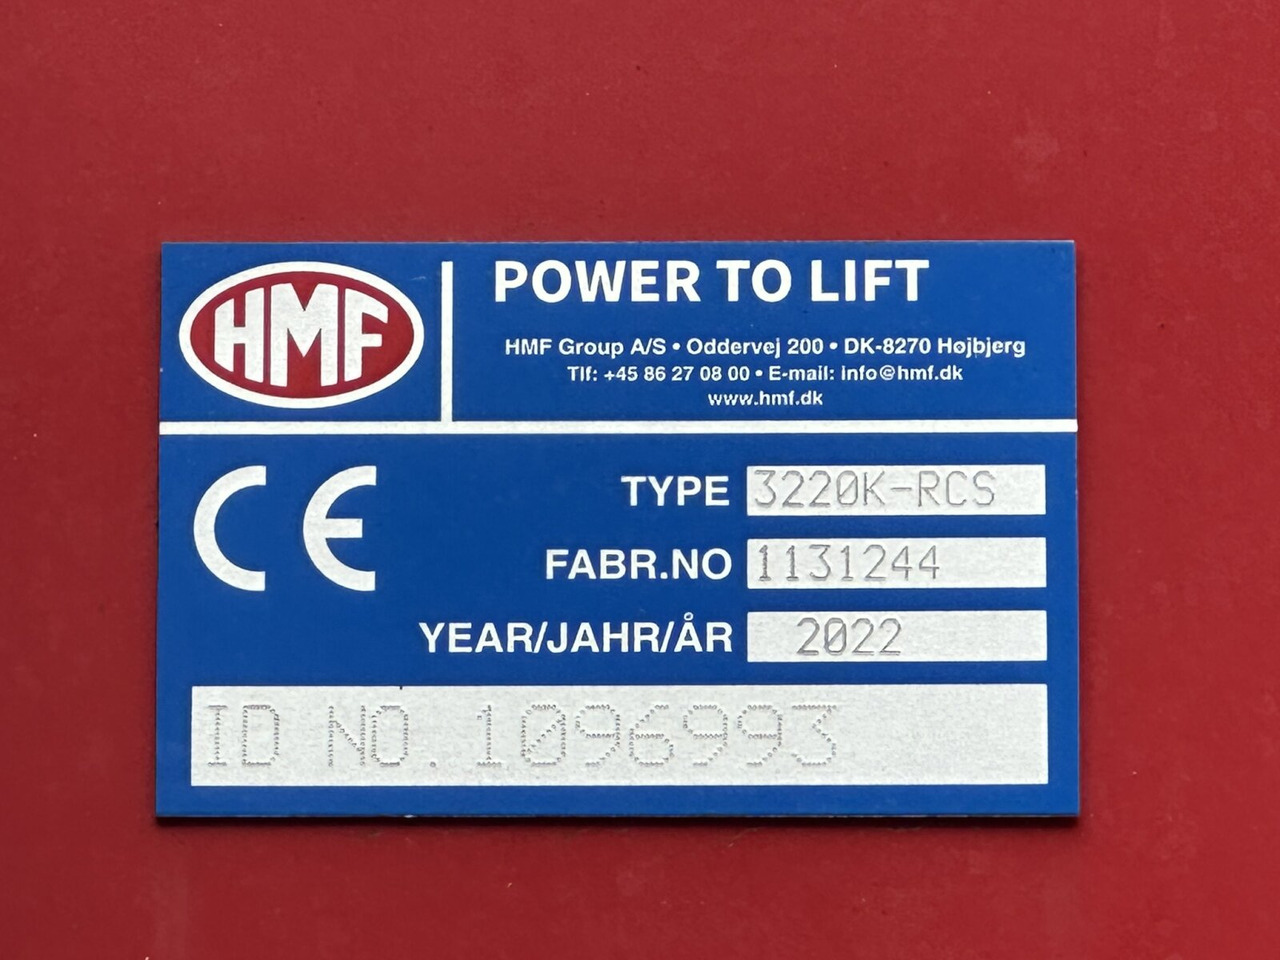 HMF
POWER TO LIFT
HMF Group A/S • Oddervej 200 • DK-8270 Højbjerg
Tlf: +45 86 27 08 00 • E-mail: info@hmf.dk
www.hmf.dk
CE
TYPE 3220K-RCS
FABR.NO 1131244
YEAR/JAHR/ÅR 2022
ID NO. 1096993